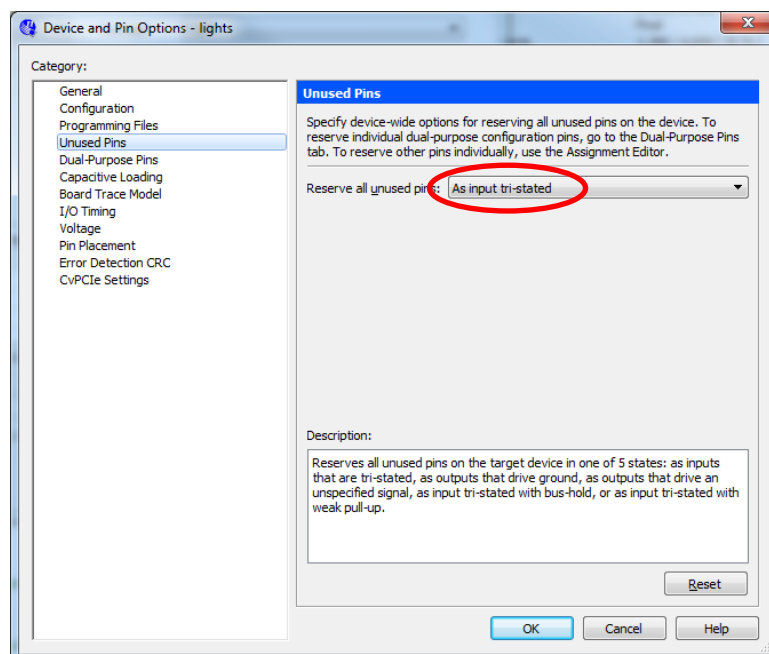 Device and Pin Options - lights
x
Category:
General
Configuration
Programming Files
Unused Pins
Dual-Purpose Pins
Capacitive Loading
Board Trace Model
I/O Timing
Voltage
Pin Placement
Error Detection CRC
CvPCIe Settings
Unused Pins
Specify device-wide options for reserving all unused pins on the device. To
reserve individual dual-purpose configuration pins, go to the Dual-Purpose Pins
tab. To reserve other pins individually, use the Assignment Editor.
Reserve all unused pins: As input tri-stated
Description:
Reserves all unused pins on the target device in one of 5 states: as inputs
that are tri-stated, as outputs that drive ground, as outputs that drive an
unspecified signal, as input tri-stated with bus-hold, or as input tri-stated with
weak pull-up.
Reset
OK Cancel Help